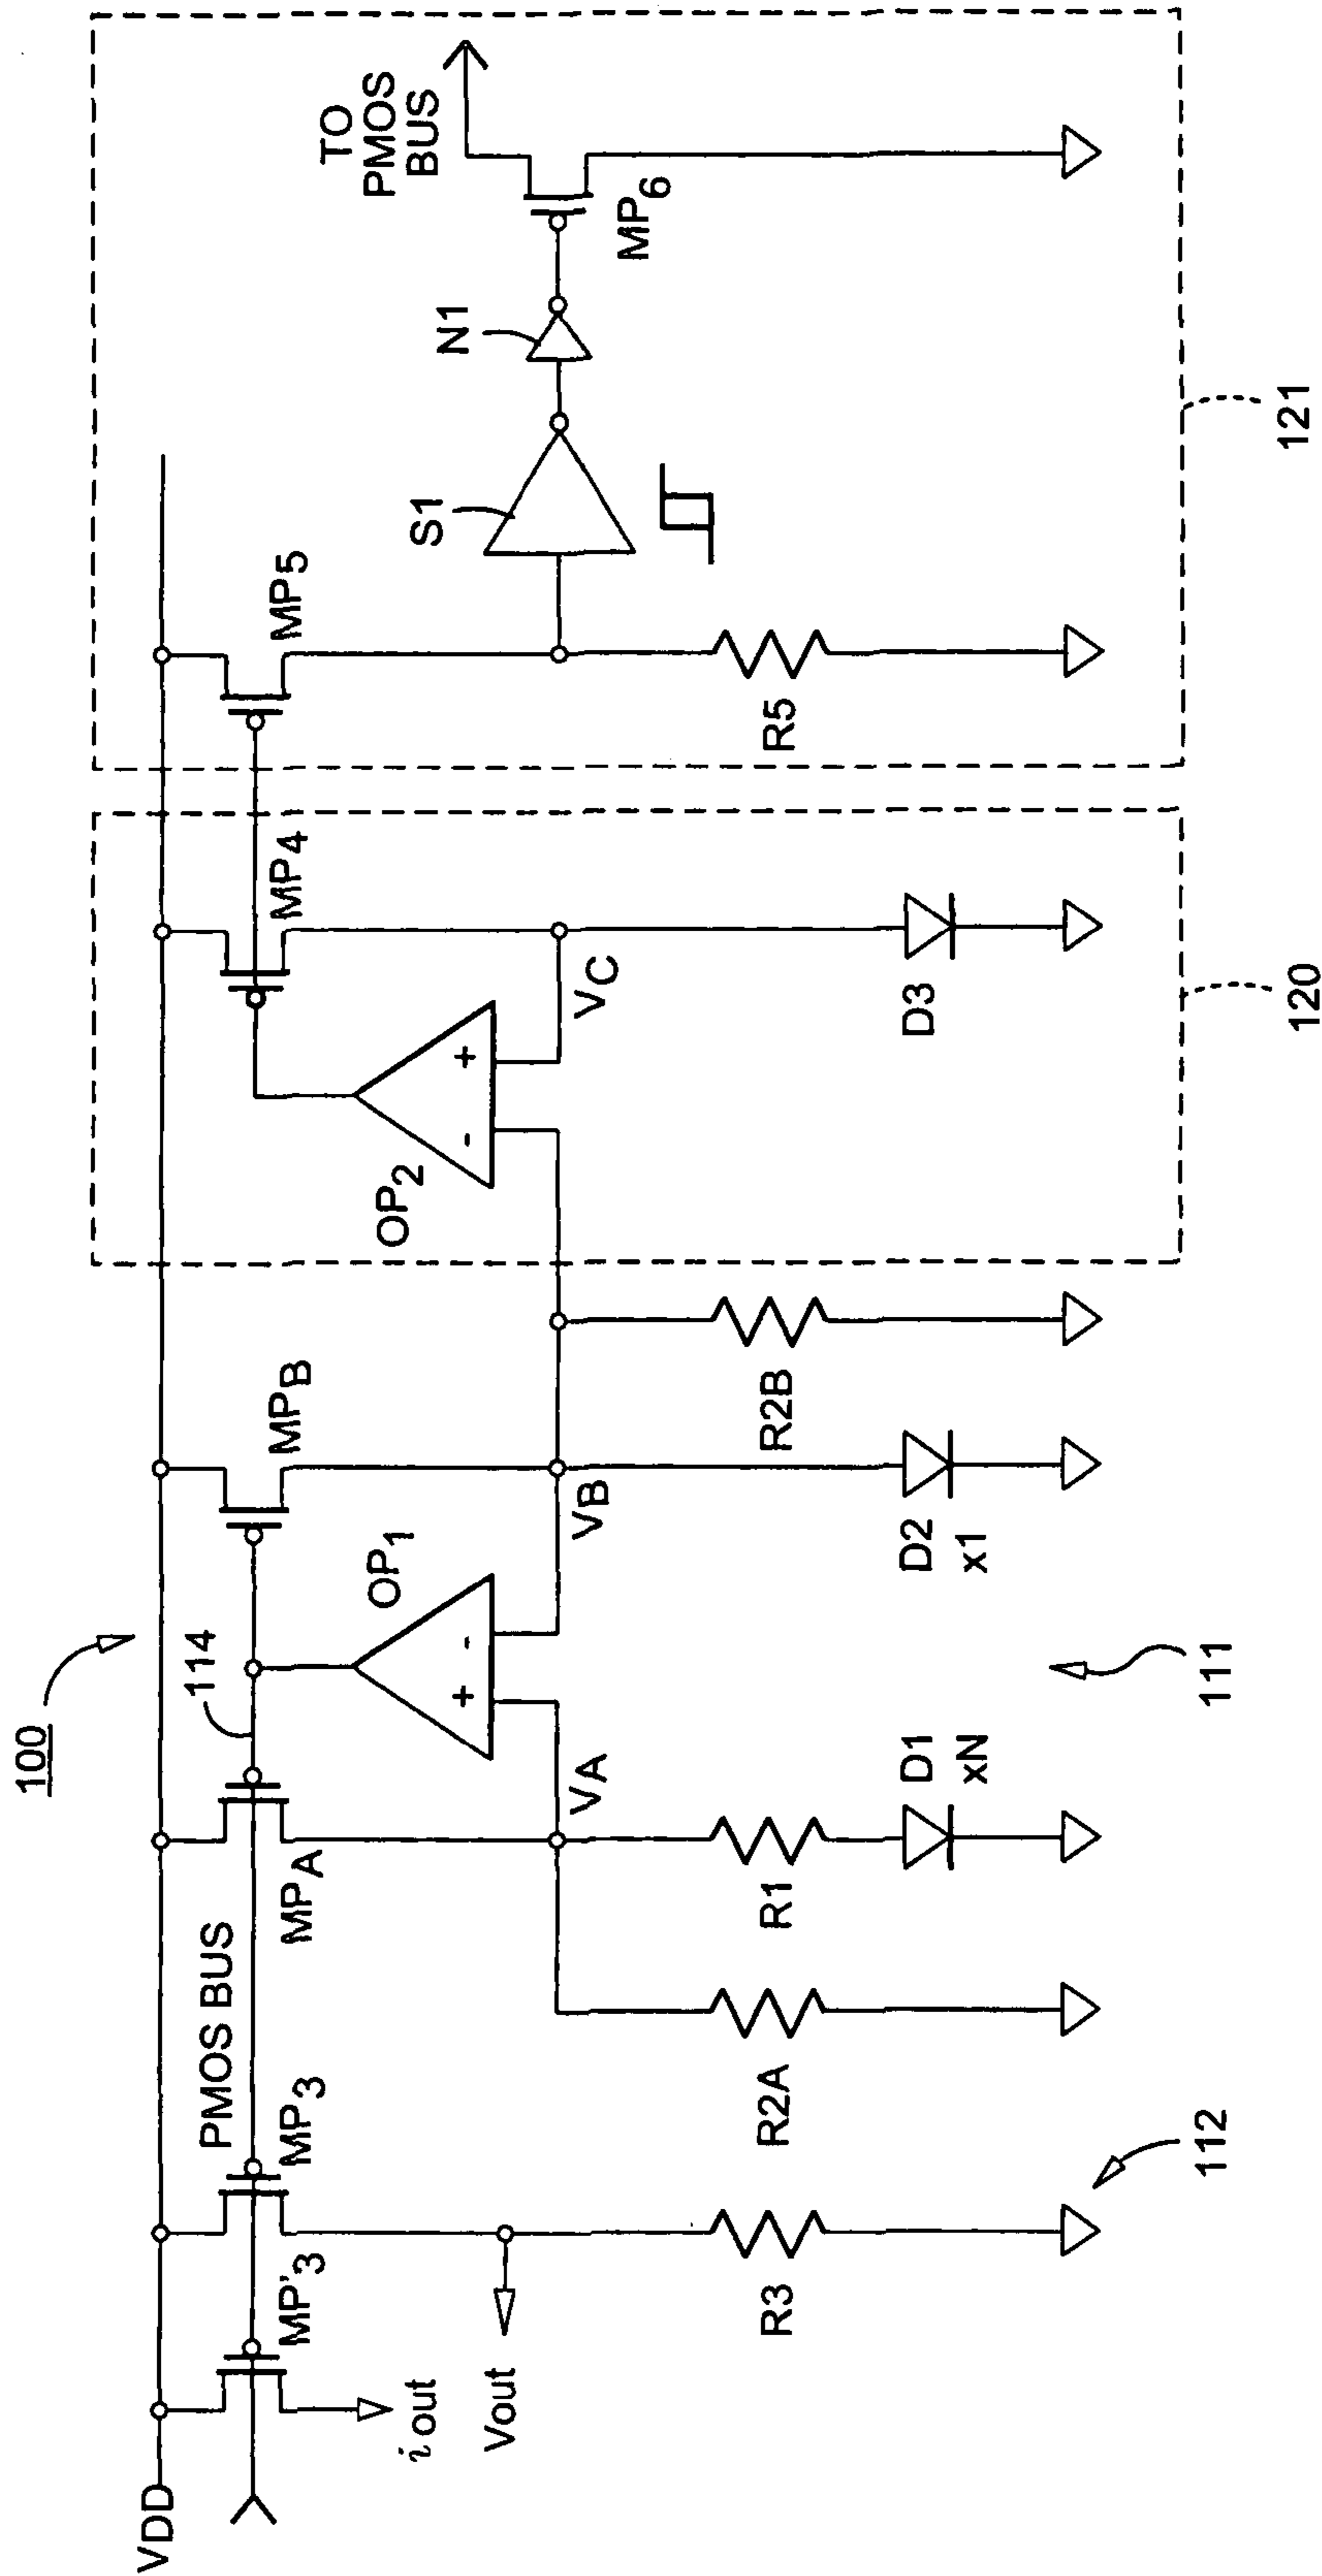 100
VDD
PMOS BUS
114
MP'3
MP3
MPA
MPB
MP4
MP5
TO
PMOS
BUS
i out
Vout
OP1
+
-
OP2
-
+
S1
N1
MP6
VA
VB
VC
R3
R2A
R1
D1
xN
D2
x1
R2B
D3
R5
112
111
120
121